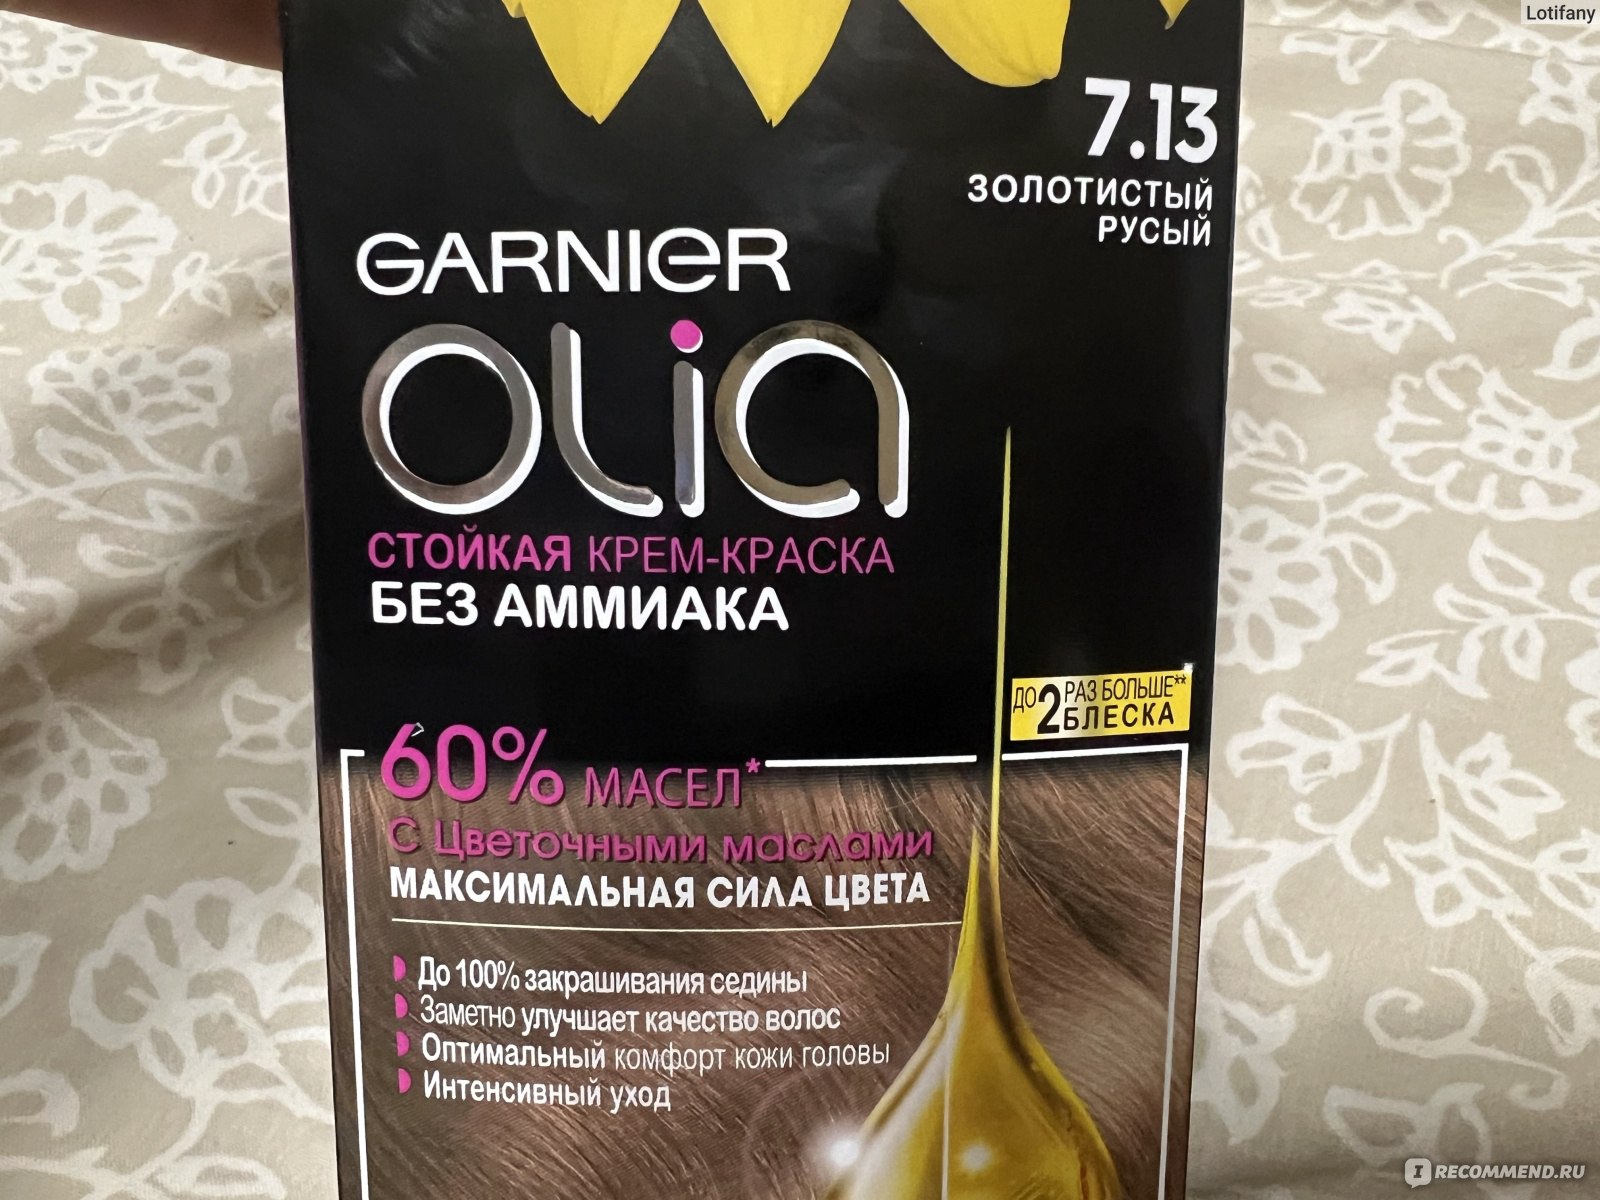 Lotifany
7.13
ЗОЛОТИСТЫЙ
РУСЫЙ
GARNIER
OLIA
СТОЙКАЯ КРЕМ-КРАСКА
БЕЗ АММИАКА
ДО 2 РАЗ БОЛЬШЕ**
БЛЕСКА
60% МАСЕЛ*
С Цветочными маслами
МАКСИМАЛЬНАЯ СИЛА ЦВЕТА
До 100% закрашивания седины
Заметно улучшает качество волос
Оптимальный комфорт кожи головы
Интенсивный уход
IRECOMMEND.RU